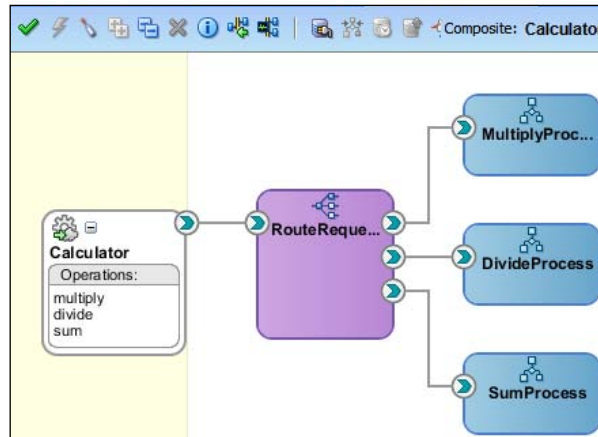 Composite: Calculato
MultiplyProc...
RouteReque...
Calculator
Operations:
multiply
divide
sum
DivideProcess
SumProcess